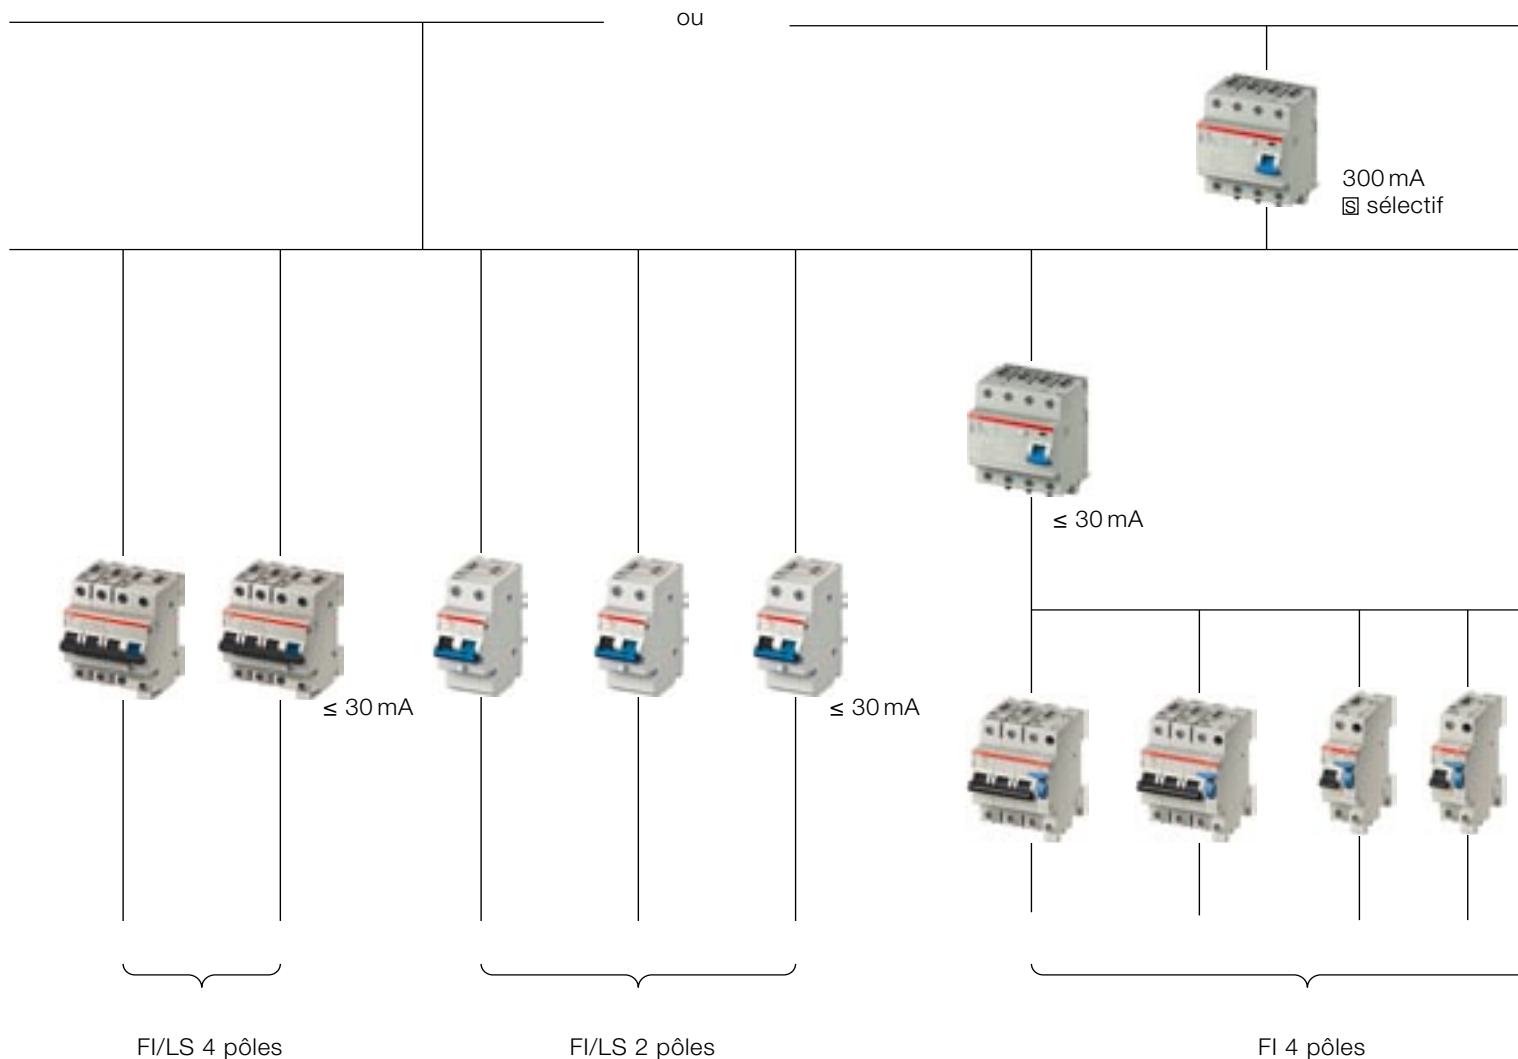 ou
300 mA
🅂 sélectif
≤ 30 mA
≤ 30 mA
≤ 30 mA
FI/LS 4 pôles
FI/LS 2 pôles
FI 4 pôles